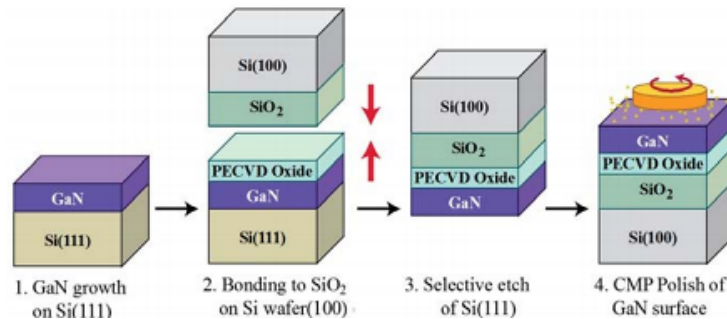 GaN
Si(111)
1. GaN growth
on Si(111)
Si(100)
SiO₂
PECVD Oxide
GaN
Si(111)
2. Bonding to SiO₂
on Si wafer(100)
Si(100)
SiO₂
PECVD Oxide
GaN
3. Selective etch
of Si(111)
GaN
PECVD Oxide
SiO₂
Si(100)
4. CMP Polish of
GaN surface